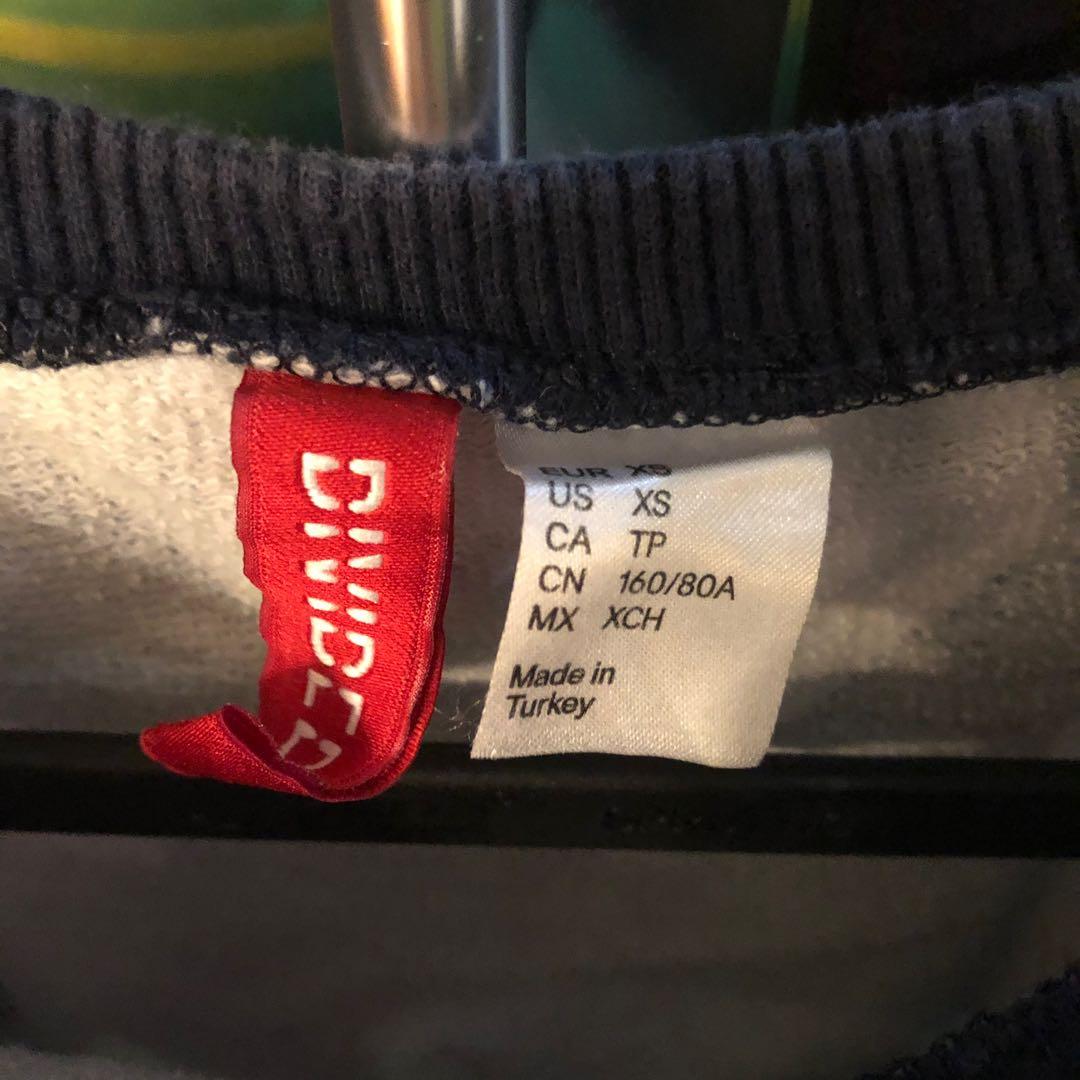 DIVIDED
EUR XS
US XS
CA TP
CN 160/80A
MX XCH
Made in
Turkey